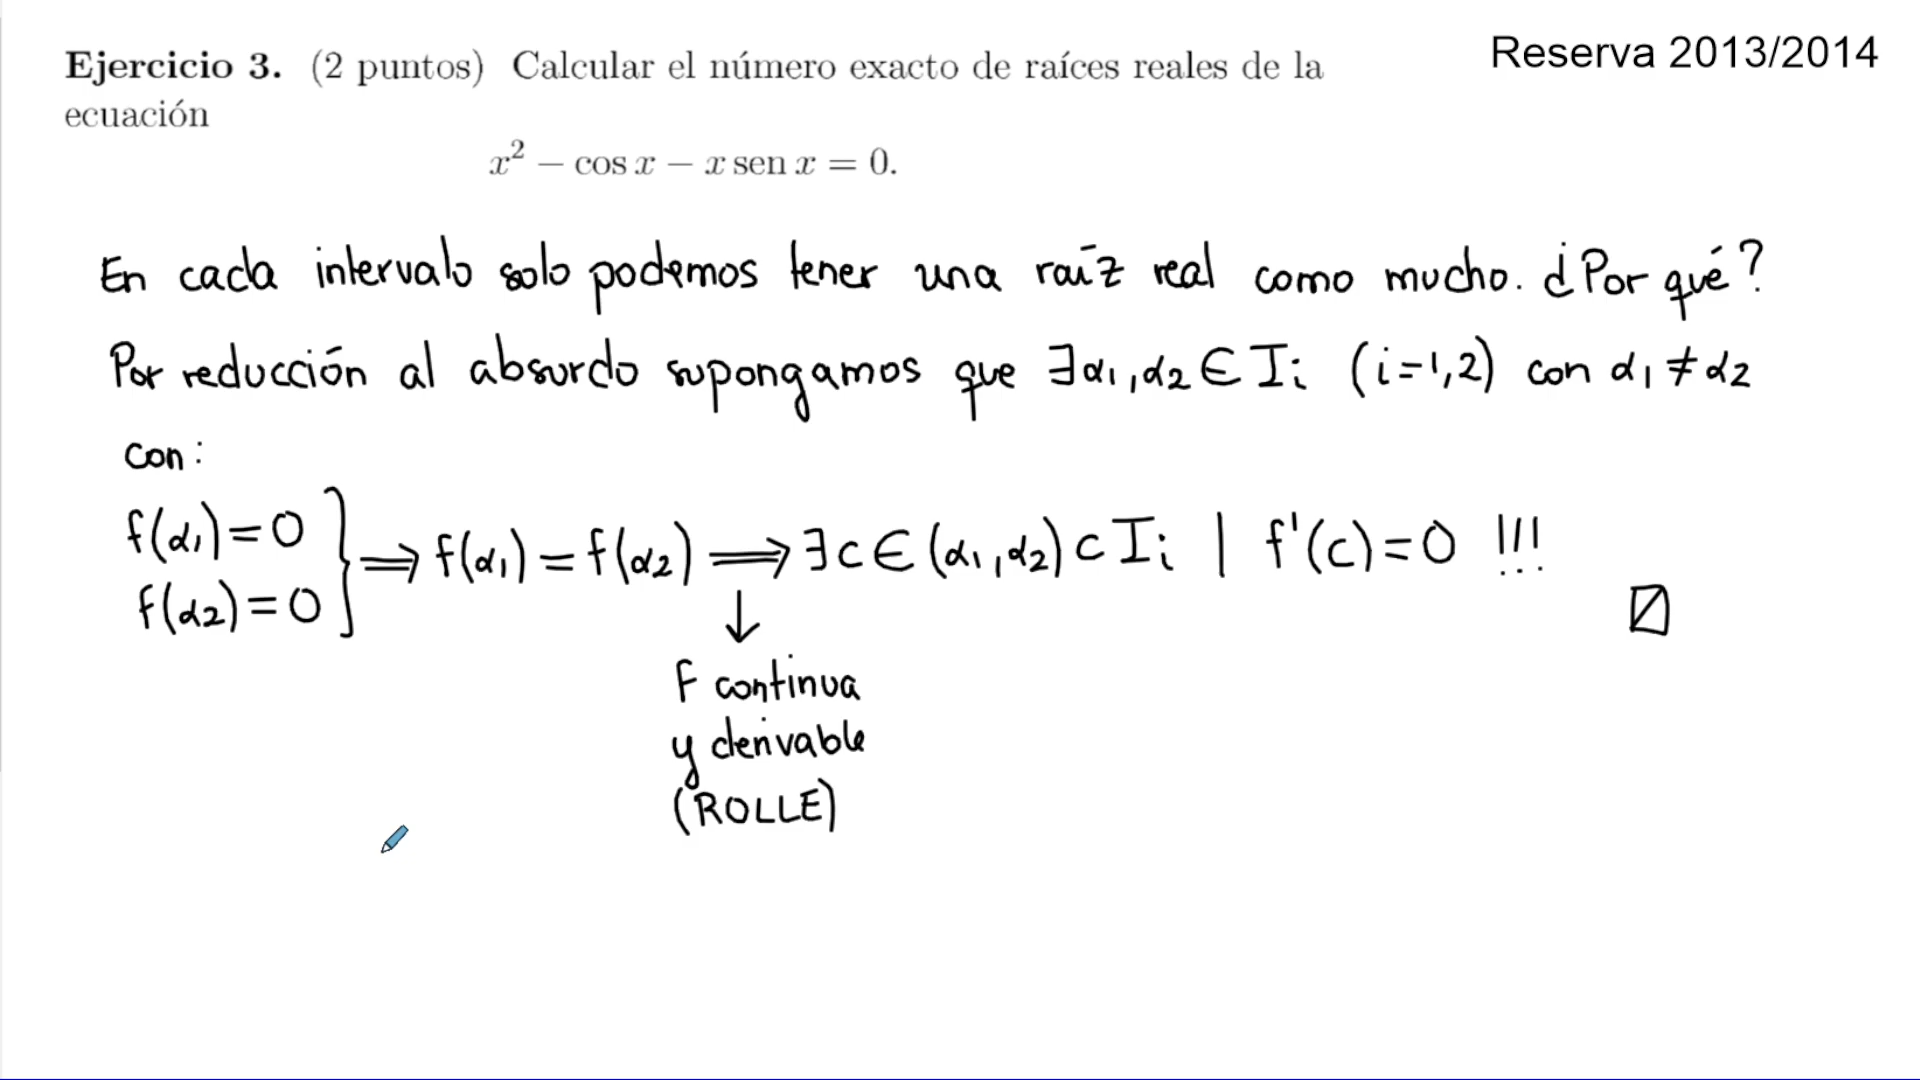 Reserva 2013/2014
Ejercicio 3. (2 puntos) Calcular el número exacto de raíces reales de la
ecuación
x² − cos x − x sen x = 0.
En cada intervalo solo podemos tener una raíz real como mucho. ¿Por qué?
Por reducción al absurdo supongamos que ∃α₁,α₂ ∈ Iᵢ (i=1,2) con α₁ ≠ α₂
con:
f(α₁)=0
f(α₂)=0 } ⟹ f(α₁) = f(α₂) ⟹ ∃c ∈ (α₁,α₂) ⊂ Iᵢ | f'(c)=0 !!!
↓
F continua
y derivable
(ROLLE)